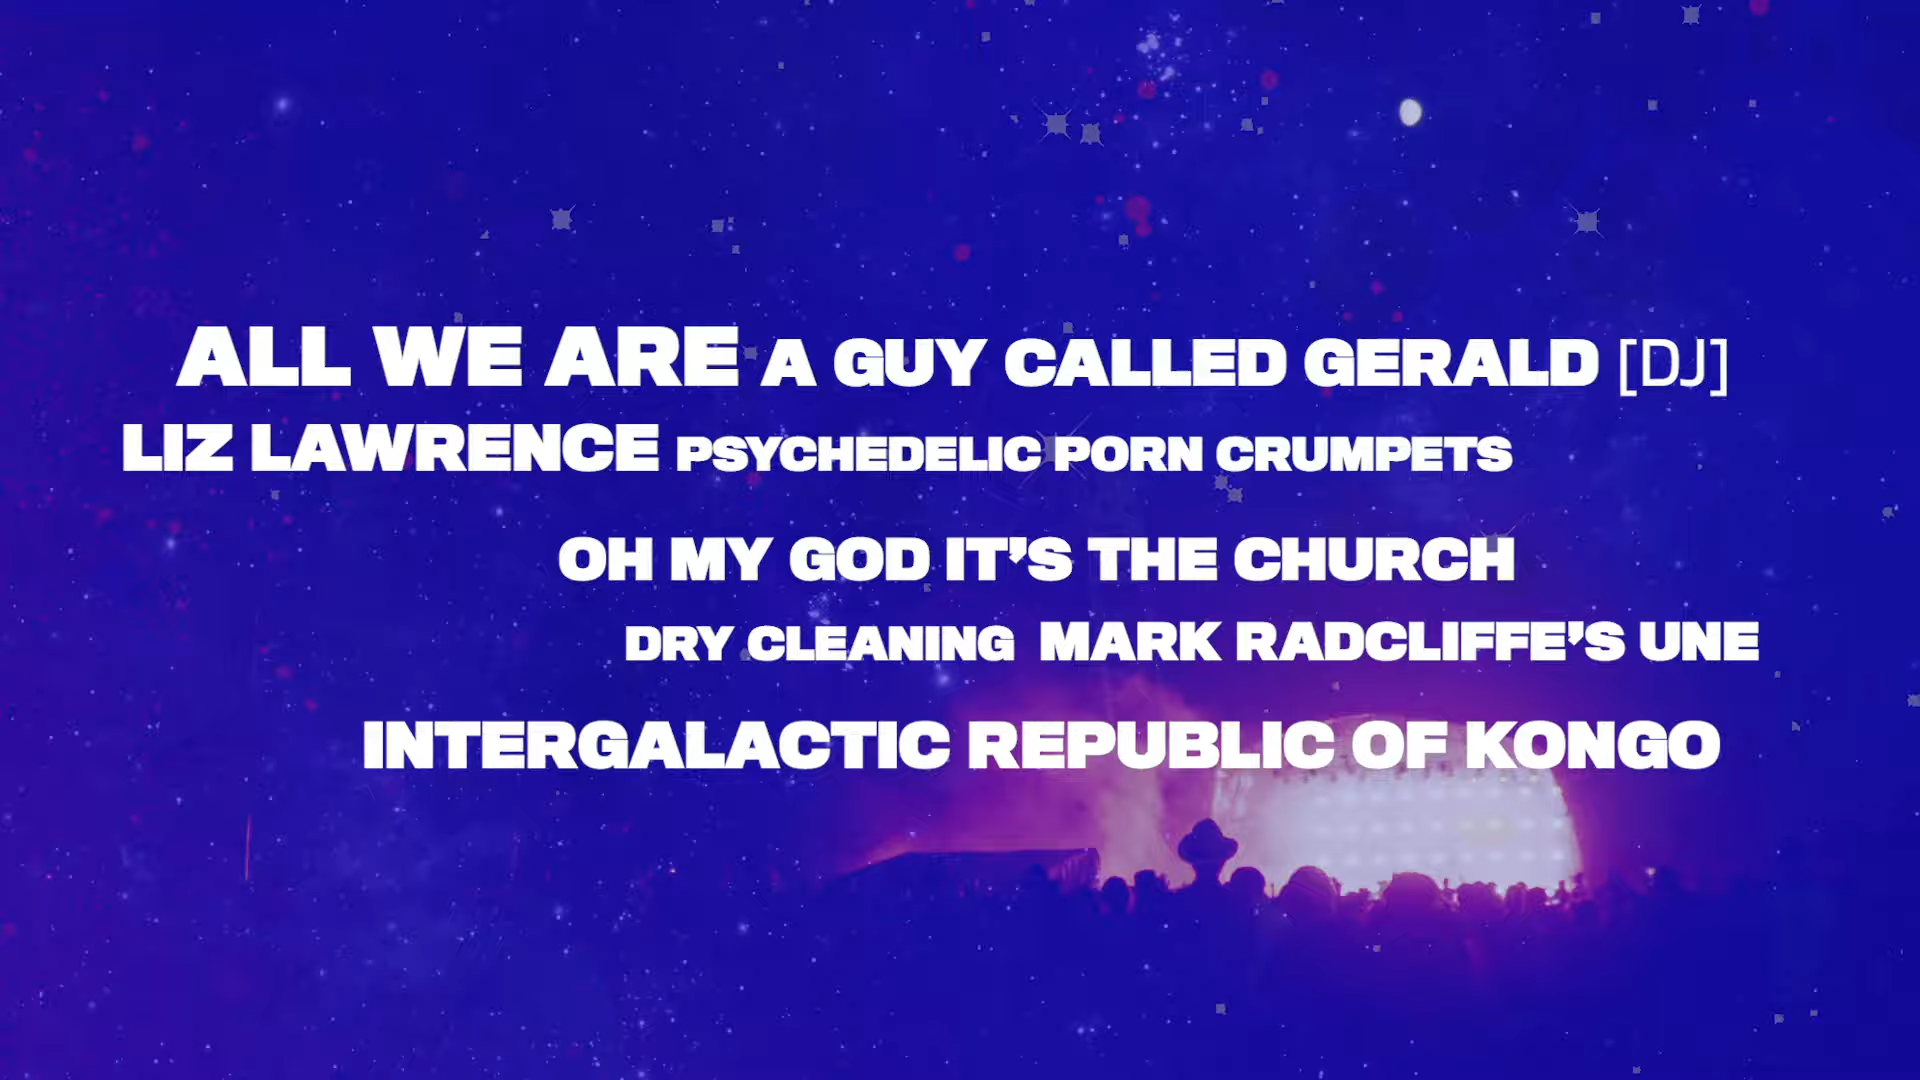 ALL WE ARE A GUY CALLED GERALD [DJ]
LIZ LAWRENCE PSYCHEDELIC PORN CRUMPETS
OH MY GOD IT’S THE CHURCH
DRY CLEANING MARK RADCLIFFE’S UNE
INTERGALACTIC REPUBLIC OF KONGO